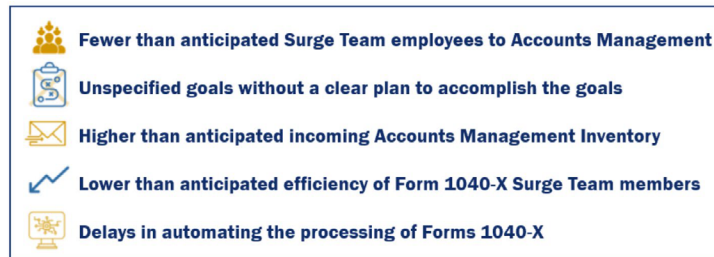 Fewer than anticipated Surge Team employees to Accounts Management
Unspecified goals without a clear plan to accomplish the goals
Higher than anticipated incoming Accounts Management Inventory
Lower than anticipated efficiency of Form 1040-X Surge Team members
Delays in automating the processing of Forms 1040-X